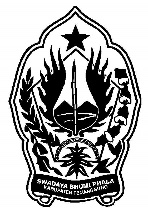 SWADAYA BHUMI PHALA
KABUPATEN TEMANGGUNG